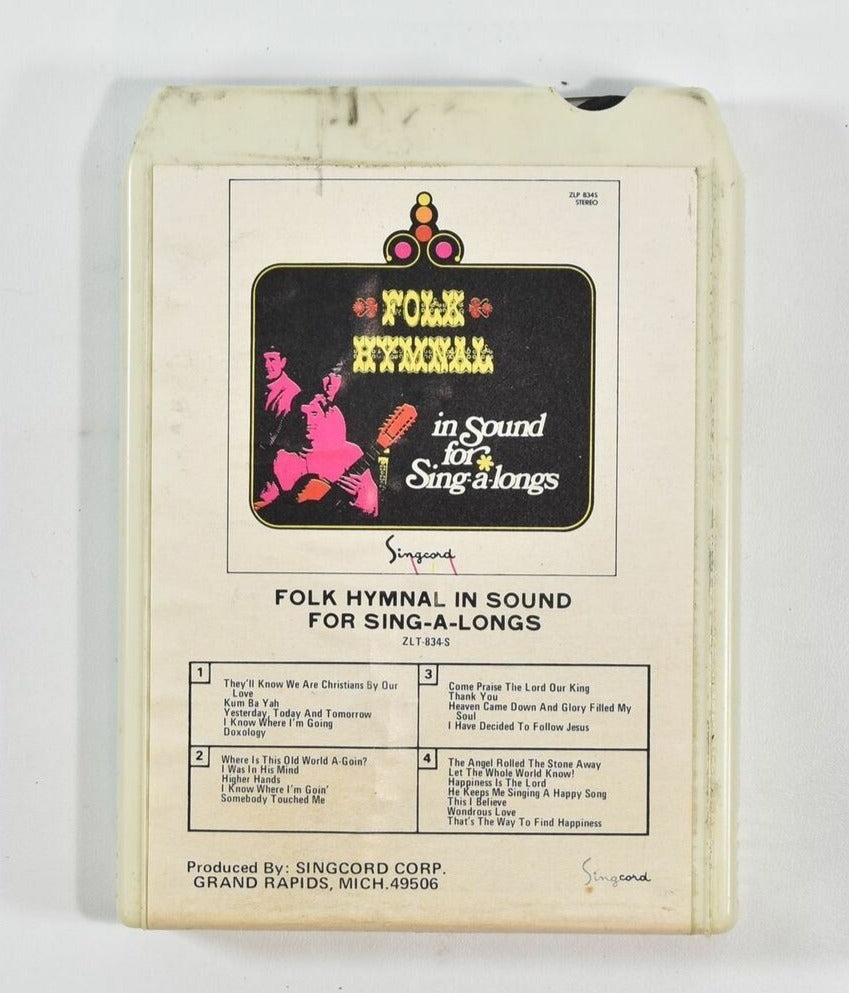 ZLP 834S
STEREO
FOLK
HYMNAL
in Sound
for
Sing-a-longs
Singcord
FOLK HYMNAL IN SOUND
FOR SING-A-LONGS
ZLT-834-S
1
They'll Know We Are Christians By Our
Love
Kum Ba Yah
Yesterday, Today And Tomorrow
I Know Where I'm Going
Doxology
2
Where Is This Old World A-Goin?
I Was In His Mind
Higher Hands
I Know Where I'm Goin'
Somebody Touched Me
3
Come Praise The Lord Our King
Thank You
Heaven Came Down And Glory Filled My
Soul
I Have Decided To Follow Jesus
4
The Angel Rolled The Stone Away
Let The Whole World Know!
Happiness Is The Lord
He Keeps Me Singing A Happy Song
This I Believe
Wondrous Love
That's The Way To Find Happiness
Produced By: SINGCORD CORP.
GRAND RAPIDS, MICH.49506
Singcord